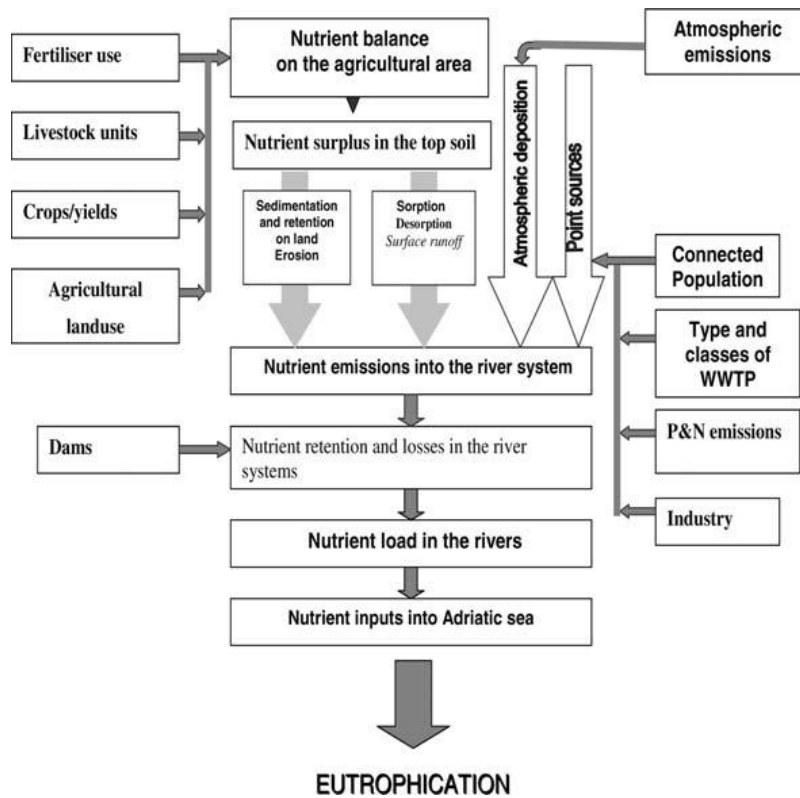 Fertiliser use
Livestock units
Crops/yields
Agricultural
landuse
Nutrient balance
on the agricultural area
Nutrient surplus in the top soil
Sedimentation
and retention
on land
Erosion
Sorption
Desorption
Surface runoff
Atmospheric deposition
Point sources
Atmospheric
emissions
Connected
Population
Type and
classes of
WWTP
P&N emissions
Industry
Nutrient emissions into the river system
Dams
Nutrient retention and losses in the river
systems
Nutrient load in the rivers
Nutrient inputs into Adriatic sea
EUTROPHICATION